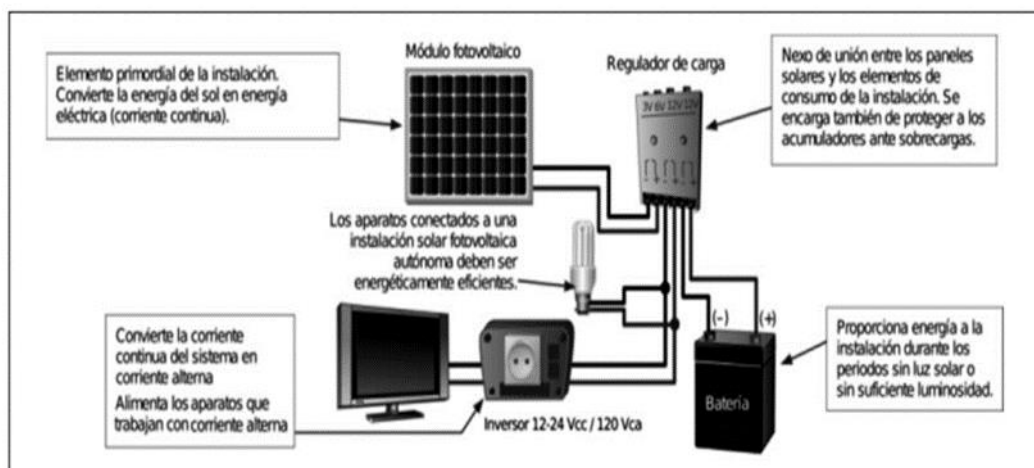 Módulo fotovoltaico
Elemento primordial de la instalación.
Convierte la energía del sol en energía
eléctrica (corriente continua).
Regulador de carga
3V 6V 12V 12V
Nexo de unión entre los paneles
solares y los elementos de
consumo de la instalación. Se
encarga también de proteger a los
acumuladores ante sobrecargas.
Los aparatos conectados a una
instalación solar fotovoltaica
autónoma deben ser
energéticamente eficientes.
Convierte la corriente
continua del sistema en
corriente alterna
Alimenta los aparatos que
trabajan con corriente alterna
Inversor 12-24 Vcc / 120 Vca
(-)
(+)
Batería
Proporciona energía a la
instalación durante los
periodos sin luz solar o
sin suficiente luminosidad.